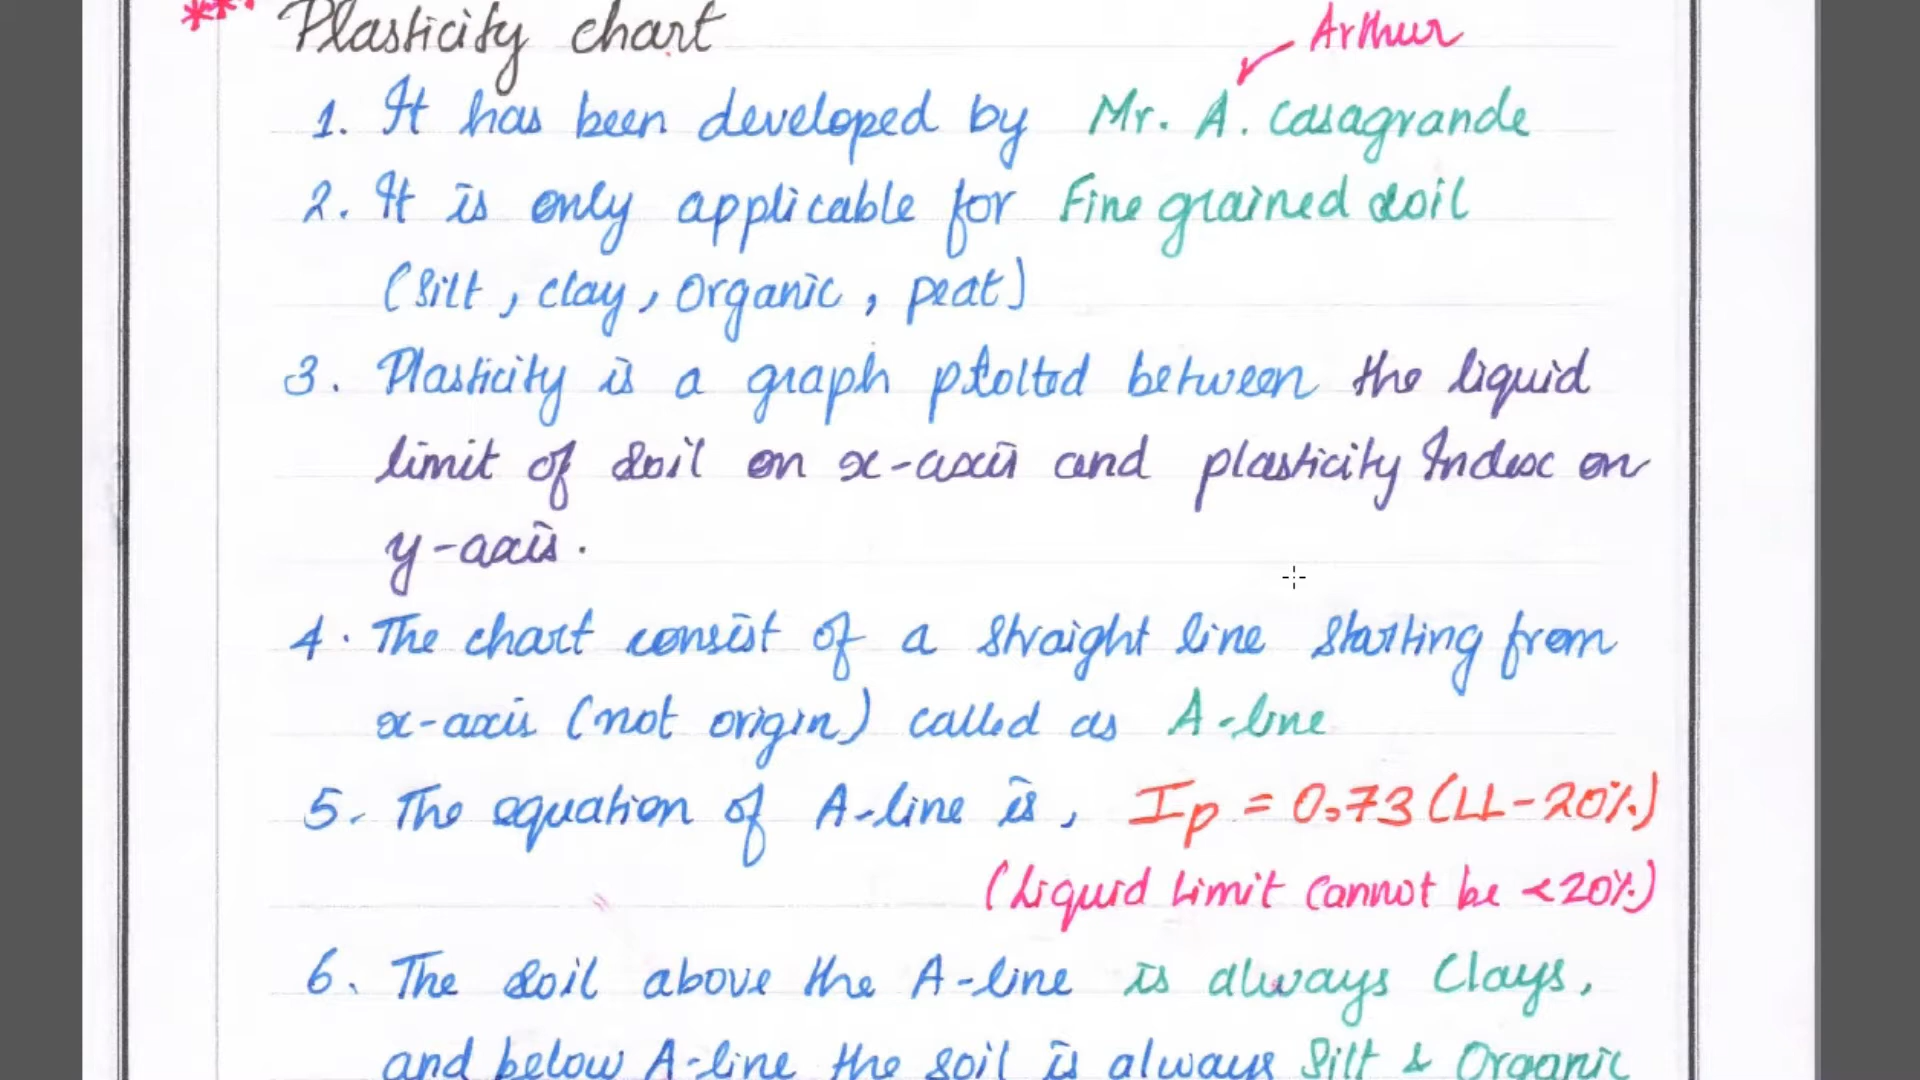 *** Plasticity chart
Arthur
1. It has been developed by Mr. A. Casagrande
2. It is only applicable for Fine grained soil
(Silt, clay, Organic, peat)
3. Plasticity is a graph ptolted between the liquid
limit of soil on x-axis and plasticity Index on
y-axis.
4. The chart consist of a straight line starting from
x-axis (not origin) called as A-line
5. The equation of A-line is, Ip = 0.73 (LL-20%)
(Liquid Limit Cannot be <20%)
6. The soil above the A-line is always Clays,
and below A-line the soil is always Silt & Organic